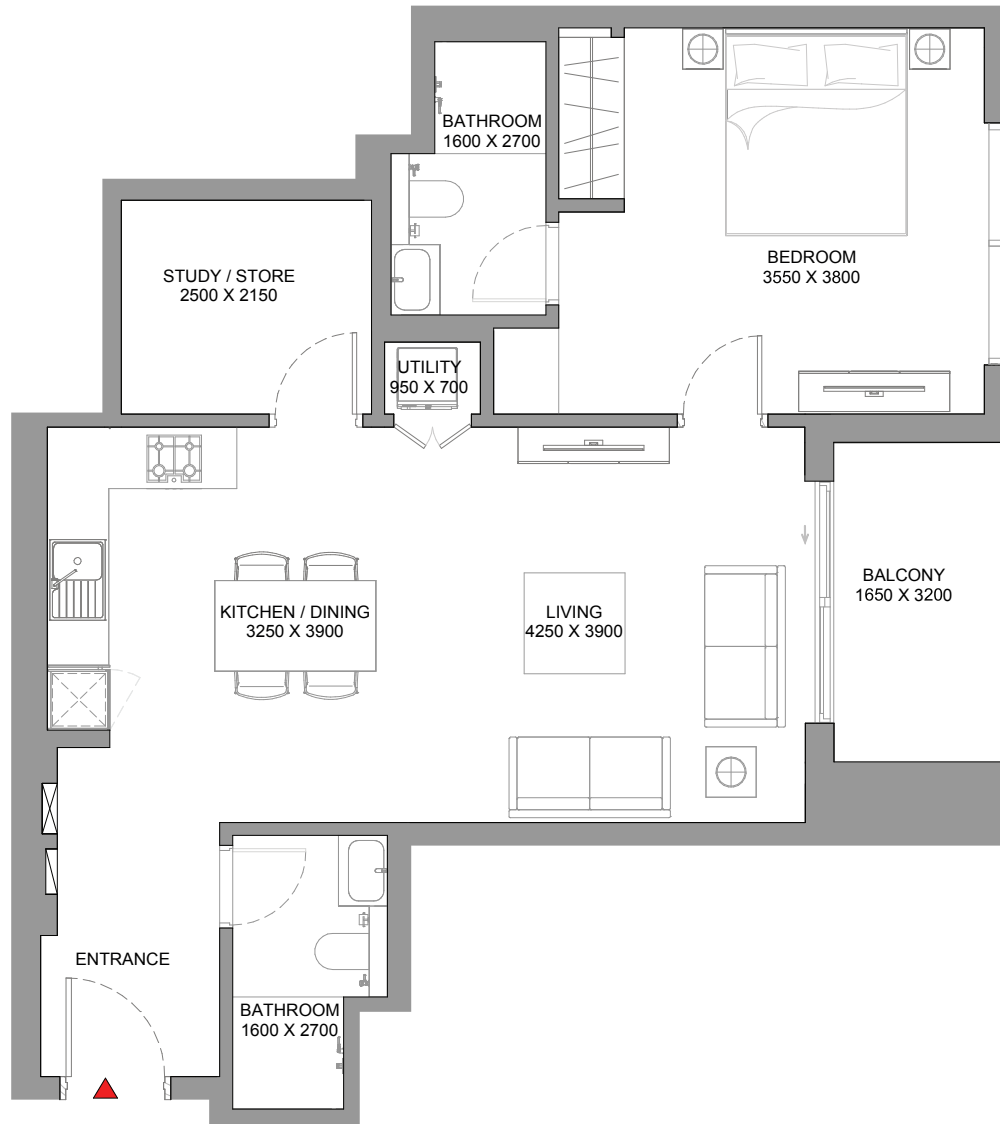 BATHROOM
1600 X 2700
STUDY / STORE
2500 X 2150
BEDROOM
3550 X 3800
UTILITY
950 X 700
KITCHEN / DINING
3250 X 3900
LIVING
4250 X 3900
BALCONY
1650 X 3200
ENTRANCE
BATHROOM
1600 X 2700